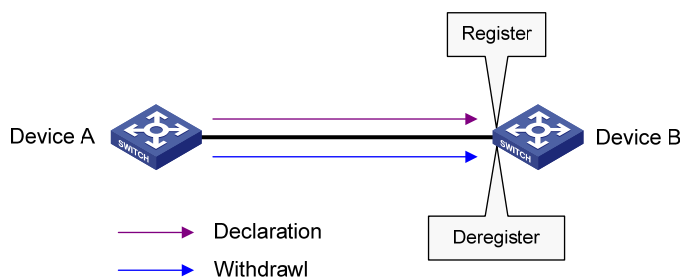 Register
Device A
SWITCH
SWITCH
Device B
Deregister
Declaration
Withdrawl